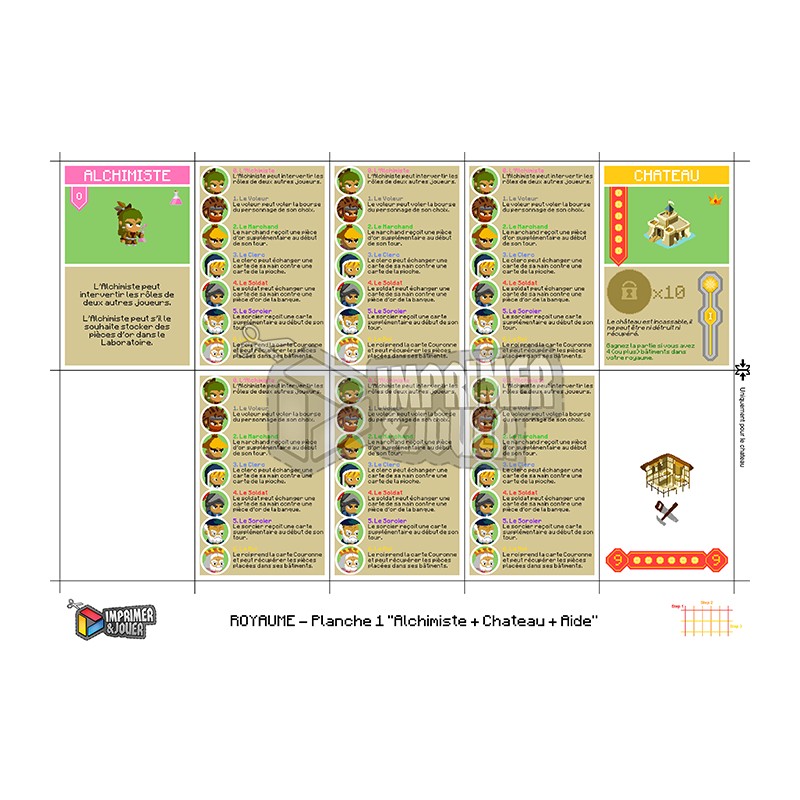 ALCHIMISTE
0
L'Alchimiste peut
intervertir les rôles de
deux autres joueurs.
L'Alchimiste peut s'il le
souhaite stocker des
pièces d'or dans le
Laboratoire.
0. L'Alchimiste
L'Alchimiste peut intervertir les
rôles de deux autres joueurs.
1. Le Voleur
Le voleur peut voler la bourse
du personnage de son choix.
2. Le Marchand
Le marchand reçoit une pièce
d'or supplémentaire au début
de son tour.
3. Le Clerc
Le clerc peut échanger une
carte de sa main contre une
carte de la pioche.
4. Le Soldat
Le soldat peut échanger une
carte de sa main contre une
pièce d'or de la banque.
5. Le Sorcier
Le sorcier reçoit une carte
supplémentaire au début de son
tour.
Le roi prend la carte Couronne
et peut récupérer les pièces
placées dans ses bâtiments.
0. L'Alchimiste
L'Alchimiste peut intervertir les
rôles de deux autres joueurs.
1. Le Voleur
Le voleur peut voler la bourse
du personnage de son choix.
2. Le Marchand
Le marchand reçoit une pièce
d'or supplémentaire au début
de son tour.
3. Le Clerc
Le clerc peut échanger une
carte de sa main contre une
carte de la pioche.
4. Le Soldat
Le soldat peut échanger une
carte de sa main contre une
pièce d'or de la banque.
5. Le Sorcier
Le sorcier reçoit une carte
supplémentaire au début de son
tour.
Le roi prend la carte Couronne
et peut récupérer les pièces
placées dans ses bâtiments.
0. L'Alchimiste
L'Alchimiste peut intervertir les
rôles de deux autres joueurs.
1. Le Voleur
Le voleur peut voler la bourse
du personnage de son choix.
2. Le Marchand
Le marchand reçoit une pièce
d'or supplémentaire au début
de son tour.
3. Le Clerc
Le clerc peut échanger une
carte de sa main contre une
carte de la pioche.
4. Le Soldat
Le soldat peut échanger une
carte de sa main contre une
pièce d'or de la banque.
5. Le Sorcier
Le sorcier reçoit une carte
supplémentaire au début de son
tour.
Le roi prend la carte Couronne
et peut récupérer les pièces
placées dans ses bâtiments.
CHATEAU
x10
Le château est incassable, il
ne peut être ni détruit ni
récupéré.
Gagnez la partie si vous avez
4 (ou plus) bâtiments dans
votre royaume.
1
Uniquement pour le chateau
0. L'Alchimiste
L'Alchimiste peut intervertir les
rôles de deux autres joueurs.
1. Le Voleur
Le voleur peut voler la bourse
du personnage de son choix.
2. Le Marchand
Le marchand reçoit une pièce
d'or supplémentaire au début
de son tour.
3. Le Clerc
Le clerc peut échanger une
carte de sa main contre une
carte de la pioche.
4. Le Soldat
Le soldat peut échanger une
carte de sa main contre une
pièce d'or de la banque.
5. Le Sorcier
Le sorcier reçoit une carte
supplémentaire au début de son
tour.
Le roi prend la carte Couronne
et peut récupérer les pièces
placées dans ses bâtiments.
0. L'Alchimiste
L'Alchimiste peut intervertir les
rôles de deux autres joueurs.
1. Le Voleur
Le voleur peut voler la bourse
du personnage de son choix.
2. Le Marchand
Le marchand reçoit une pièce
d'or supplémentaire au début
de son tour.
3. Le Clerc
Le clerc peut échanger une
carte de sa main contre une
carte de la pioche.
4. Le Soldat
Le soldat peut échanger une
carte de sa main contre une
pièce d'or de la banque.
5. Le Sorcier
Le sorcier reçoit une carte
supplémentaire au début de son
tour.
Le roi prend la carte Couronne
et peut récupérer les pièces
placées dans ses bâtiments.
L'Alchimiste peut intervertir les
rôles de deux autres joueurs.
1. Le Voleur
Le voleur peut voler la bourse
du personnage de son choix.
2. Le Marchand
Le marchand reçoit une pièce
d'or supplémentaire au début
de son tour.
3. Le Clerc
Le clerc peut échanger une
carte de sa main contre une
carte de la pioche.
4. Le Soldat
Le soldat peut échanger une
carte de sa main contre une
pièce d'or de la banque.
5. Le Sorcier
Le sorcier reçoit une carte
supplémentaire au début de son
tour.
Le roi prend la carte Couronne
et peut récupérer les pièces
placées dans ses bâtiments.
9 9
IMPRIMER
&JOUER
IMPRIMER
&JOUER
ROYAUME – Planche 1 "Alchimiste + Chateau + Aide"
Step 1
Step 2
Step 3